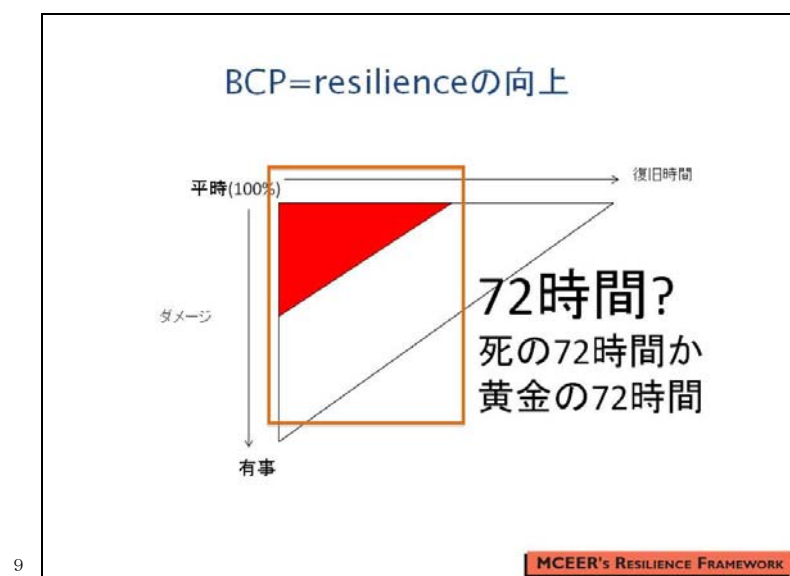 BCP=resilienceの向上
平時(100%)
復旧時間
ダメージ
72時間?
死の72時間か
黄金の72時間
有事
9
MCEER's RESILIENCE FRAMEWORK